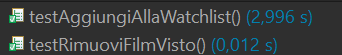 testAggiungiAllaWatchlist() (2,996 s)
testRimuoviFilmVisto() (0,012 s)